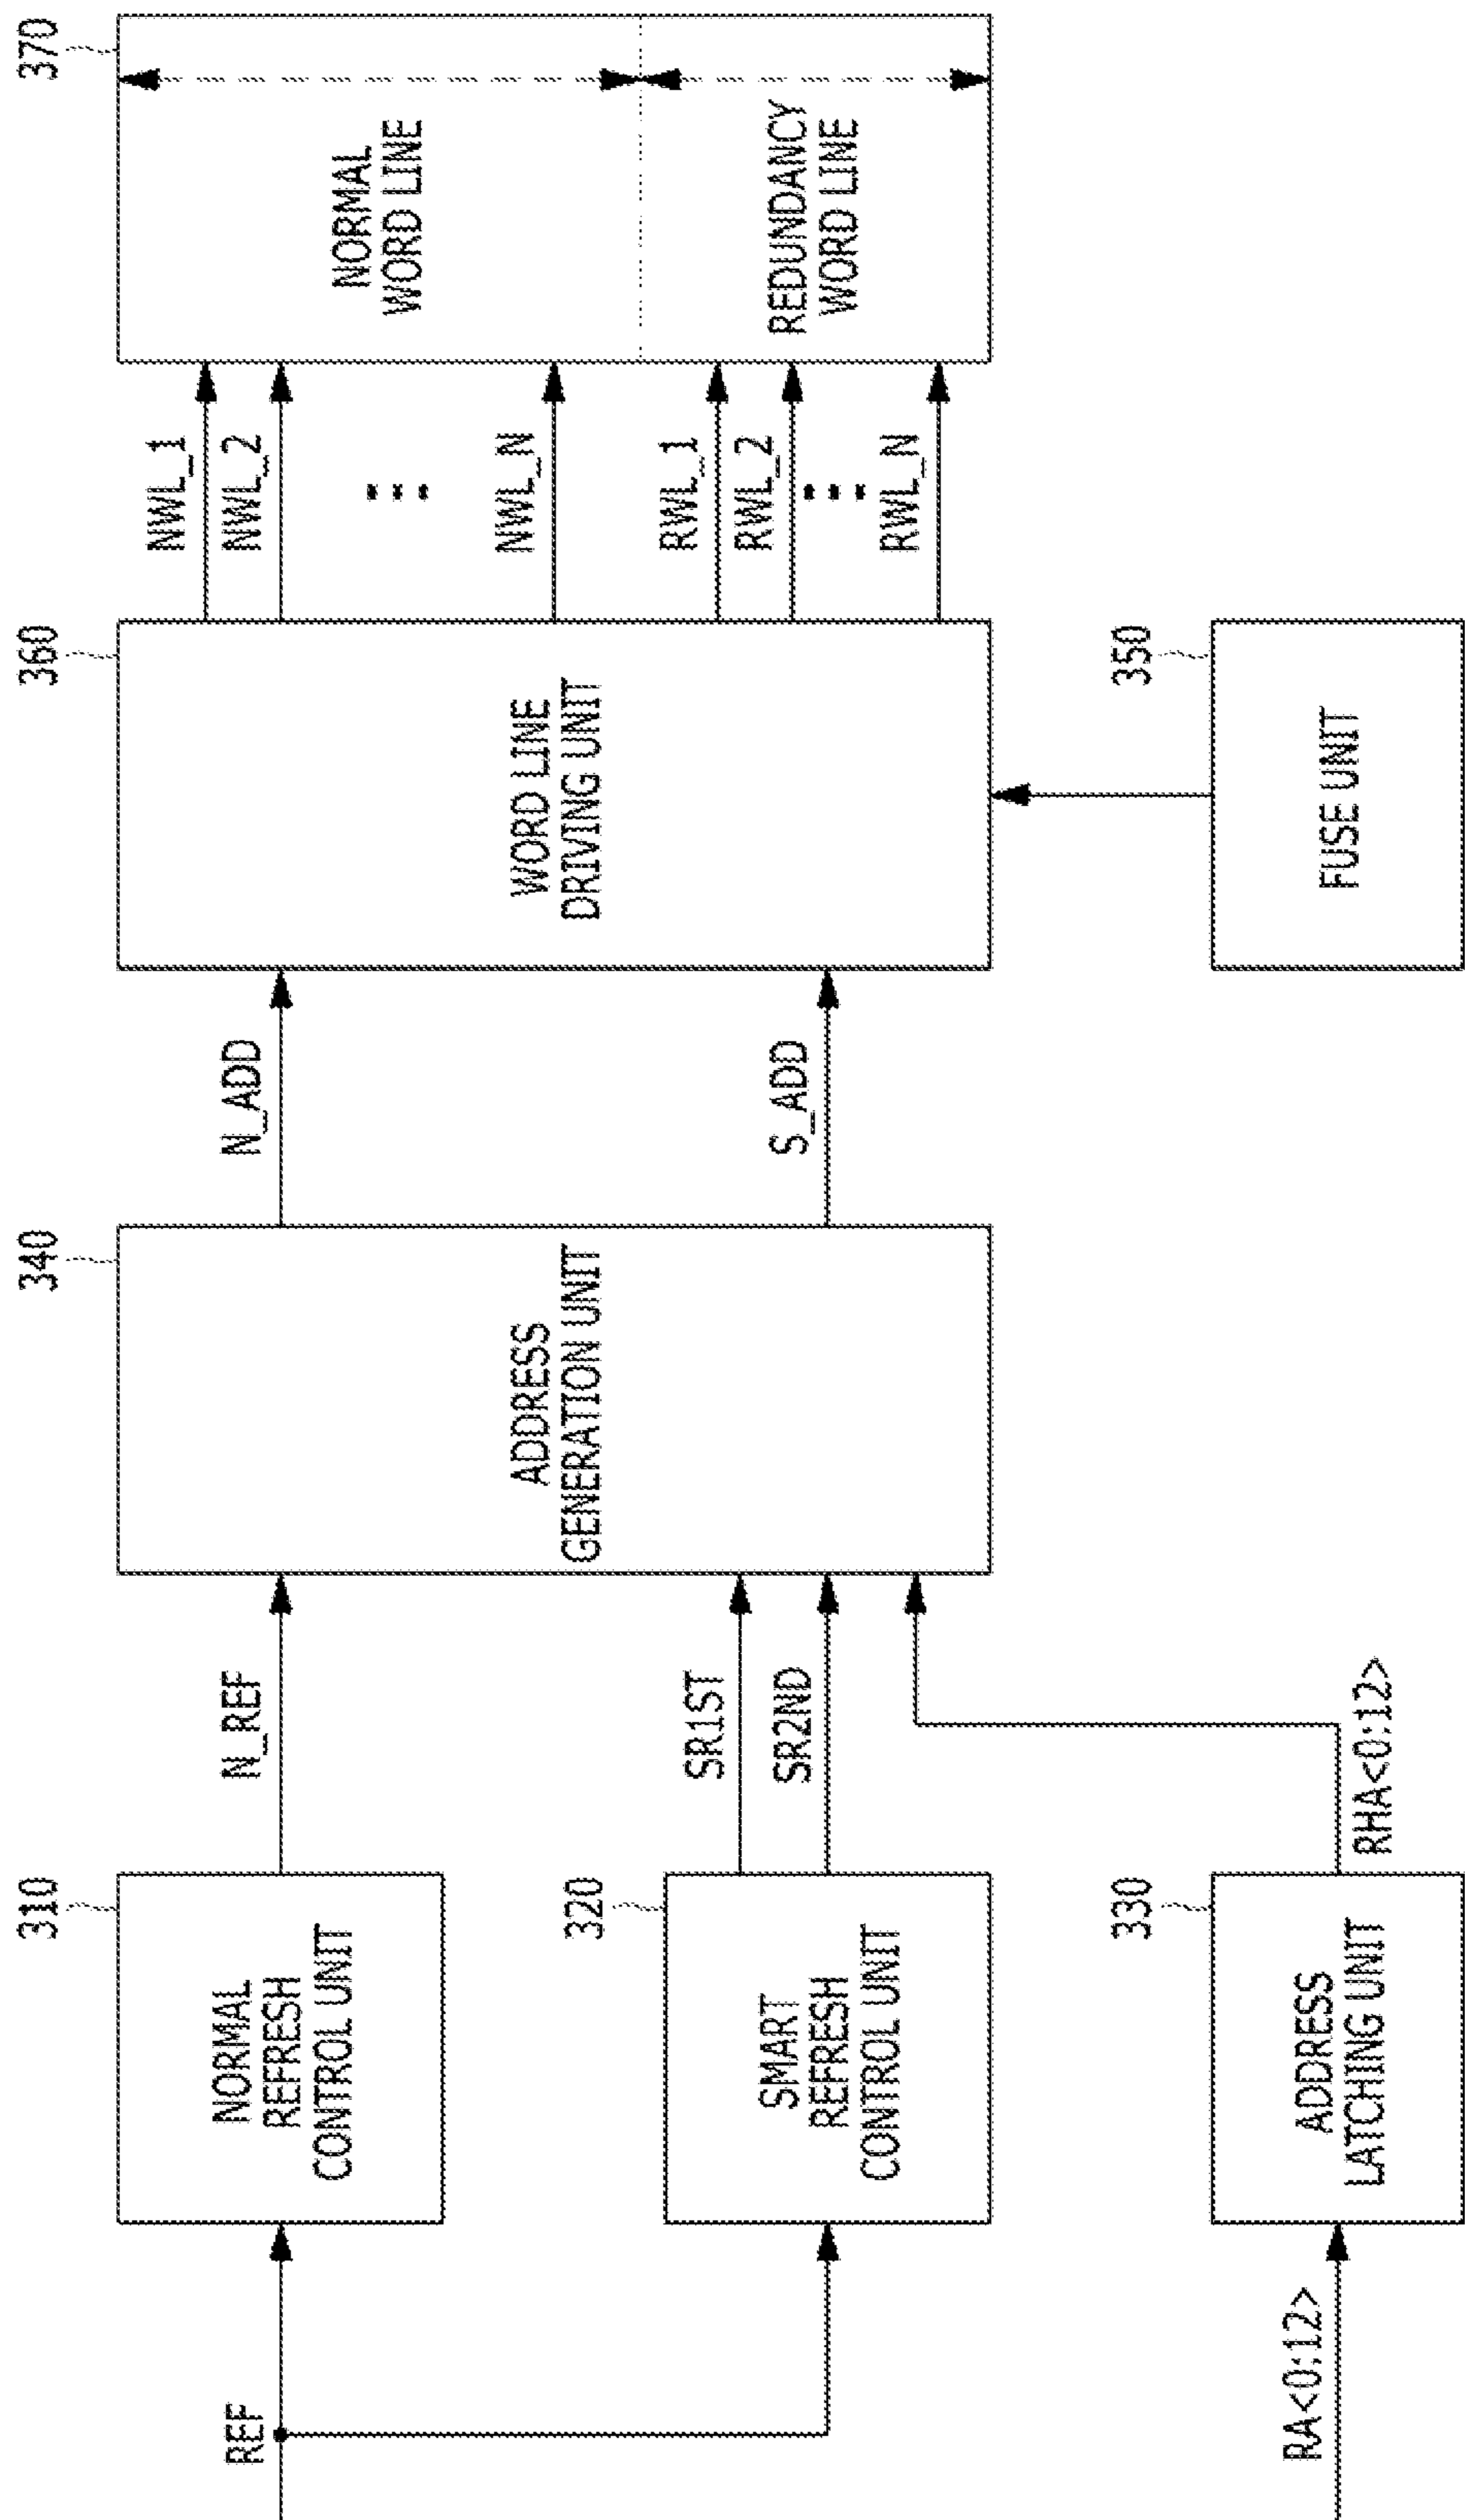 REF
RA<0:12>
310
NORMAL
REFRESH
CONTROL UNIT
320
SMART
REFRESH
CONTROL UNIT
330
ADDRESS
LATCHING UNIT
N_REF
SR1ST
SR2ND
RHA<0:12>
340
ADDRESS
GENERATION UNIT
N_ADD
S_ADD
360
WORD LINE
DRIVING UNIT
350
FUSE UNIT
NWL_1
NWL_2
NWL_N
RWL_1
RWL_2
RWL_N
370
NORMAL
WORD LINE
REDUNDANCY
WORD LINE